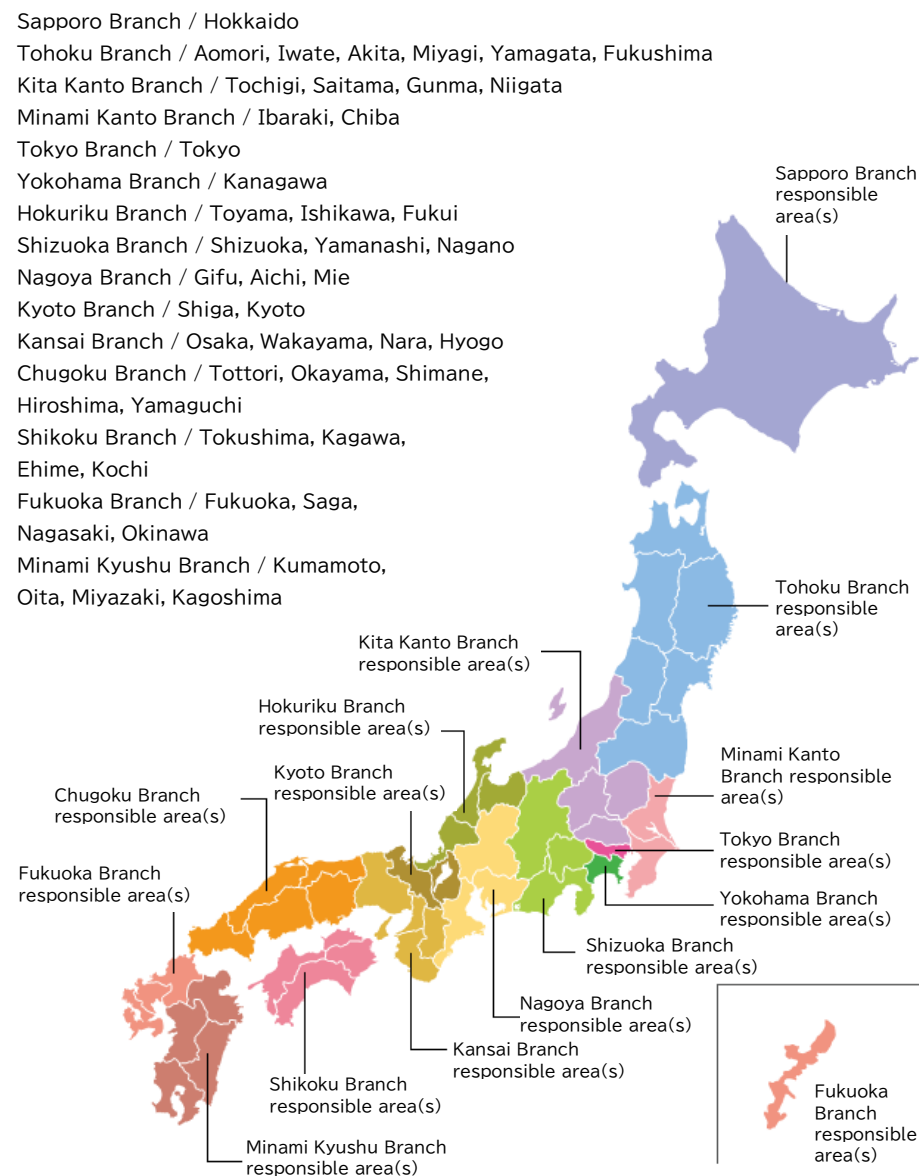 Sapporo Branch / Hokkaido
Tohoku Branch / Aomori, Iwate, Akita, Miyagi, Yamagata, Fukushima
Kita Kanto Branch / Tochigi, Saitama, Gunma, Niigata
Minami Kanto Branch / Ibaraki, Chiba
Tokyo Branch / Tokyo
Yokohama Branch / Kanagawa
Hokuriku Branch / Toyama, Ishikawa, Fukui
Shizuoka Branch / Shizuoka, Yamanashi, Nagano
Nagoya Branch / Gifu, Aichi, Mie
Kyoto Branch / Shiga, Kyoto
Kansai Branch / Osaka, Wakayama, Nara, Hyogo
Chugoku Branch / Tottori, Okayama, Shimane,
Hiroshima, Yamaguchi
Shikoku Branch / Tokushima, Kagawa,
Ehime, Kochi
Fukuoka Branch / Fukuoka, Saga,
Nagasaki, Okinawa
Minami Kyushu Branch / Kumamoto,
Oita, Miyazaki, Kagoshima
Sapporo Branch
responsible
area(s)
Tohoku Branch
responsible
area(s)
Kita Kanto Branch
responsible area(s)
Hokuriku Branch
responsible area(s)
Minami Kanto
Branch responsible
area(s)
Kyoto Branch
responsible area(s)
Chugoku Branch
responsible area(s)
Tokyo Branch
responsible area(s)
Fukuoka Branch
responsible area(s)
Yokohama Branch
responsible area(s)
Shizuoka Branch
responsible area(s)
Nagoya Branch
responsible area(s)
Kansai Branch
responsible area(s)
Shikoku Branch
responsible area(s)
Minami Kyushu Branch
responsible area(s)
Fukuoka
Branch
responsible
area(s)